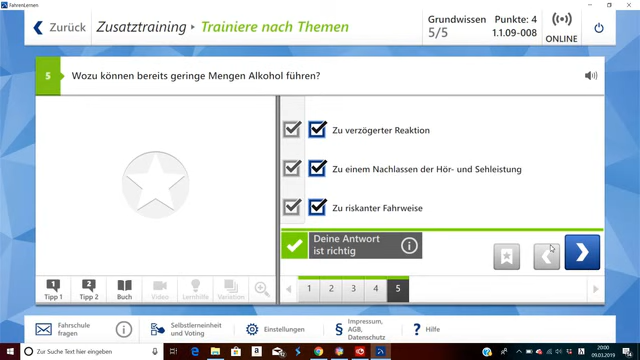 FahrenLernen
Zurück
Zusatztraining ▸ Trainiere nach Themen
Grundwissen
5/5
Punkte: 4
1.1.09-008
ONLINE
5
Wozu können bereits geringe Mengen Alkohol führen?
Zu verzögerter Reaktion
Zu einem Nachlassen der Hör- und Sehleistung
Zu riskanter Fahrweise
Deine Antwort
ist richtig
1
Tipp 1
2
Tipp 2
Buch
Video
Lernhilfe
Variation
1 2 3 4 5
Fahrschule
fragen
Selbstlerneinheit
und Voting
Einstellungen
§
Impressum,
AGB,
Datenschutz
?
Hilfe
Zur Suche Text hier eingeben
20:00
09.03.2019